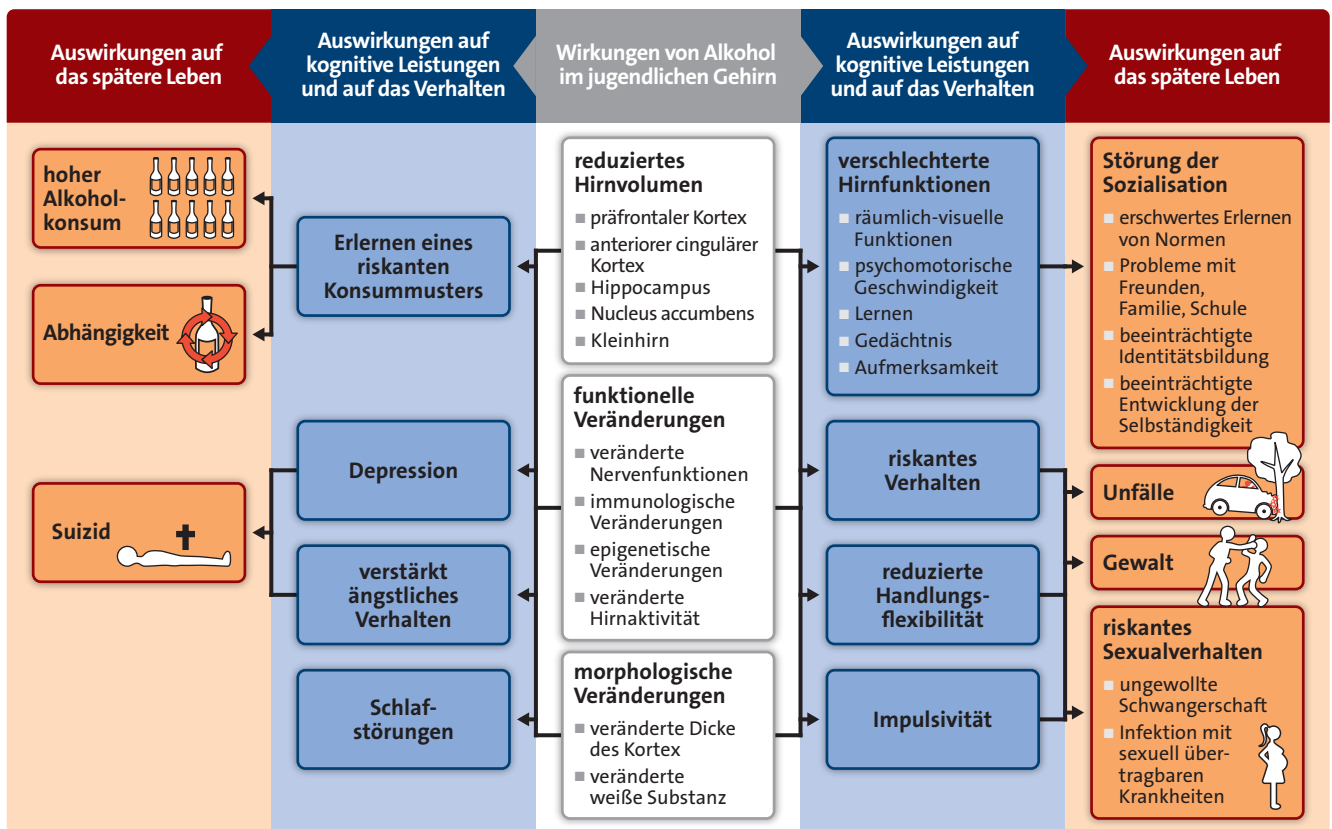 Auswirkungen auf
das spätere Leben
Auswirkungen auf
kognitive Leistungen
und auf das Verhalten
Wirkungen von Alkohol
im jugendlichen Gehirn
Auswirkungen auf
kognitive Leistungen
und auf das Verhalten
Auswirkungen auf
das spätere Leben
hoher
Alkohol-
konsum
Abhängigkeit
Suizid
Erlernen eines
riskanten
Konsummusters
Depression
verstärkt
ängstliches
Verhalten
Schlaf-
störungen
reduziertes
Hirnvolumen
präfrontaler Kortex
anteriorer cingulärer
Kortex
Hippocampus
Nucleus accumbens
Kleinhirn
funktionelle
Veränderungen
veränderte
Nervenfunktionen
immunologische
Veränderungen
epigenetische
Veränderungen
veränderte
Hirnaktivität
morphologische
Veränderungen
veränderte Dicke
des Kortex
veränderte
weiße Substanz
verschlechterte
Hirnfunktionen
räumlich-visuelle
Funktionen
psychomotorische
Geschwindigkeit
Lernen
Gedächtnis
Aufmerksamkeit
riskantes
Verhalten
reduzierte
Handlungs-
flexibilität
Impulsivität
Störung der
Sozialisation
erschwertes Erlernen
von Normen
Probleme mit
Freunden,
Familie, Schule
beeinträchtigte
Identitätsbildung
beeinträchtigte
Entwicklung der
Selbständigkeit
Unfälle
Gewalt
riskantes
Sexualverhalten
ungewollte
Schwangerschaft
Infektion mit
sexuell über-
tragbaren
Krankheiten